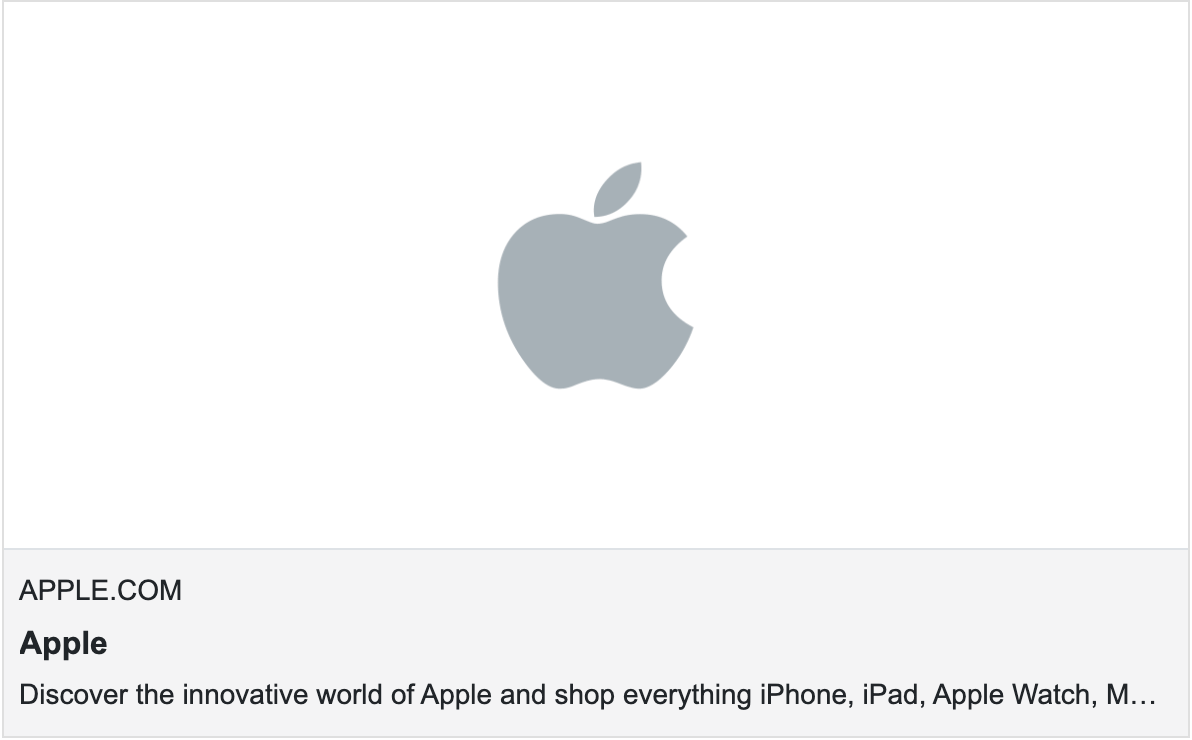 APPLE.COM
Apple
Discover the innovative world of Apple and shop everything iPhone, iPad, Apple Watch, M…